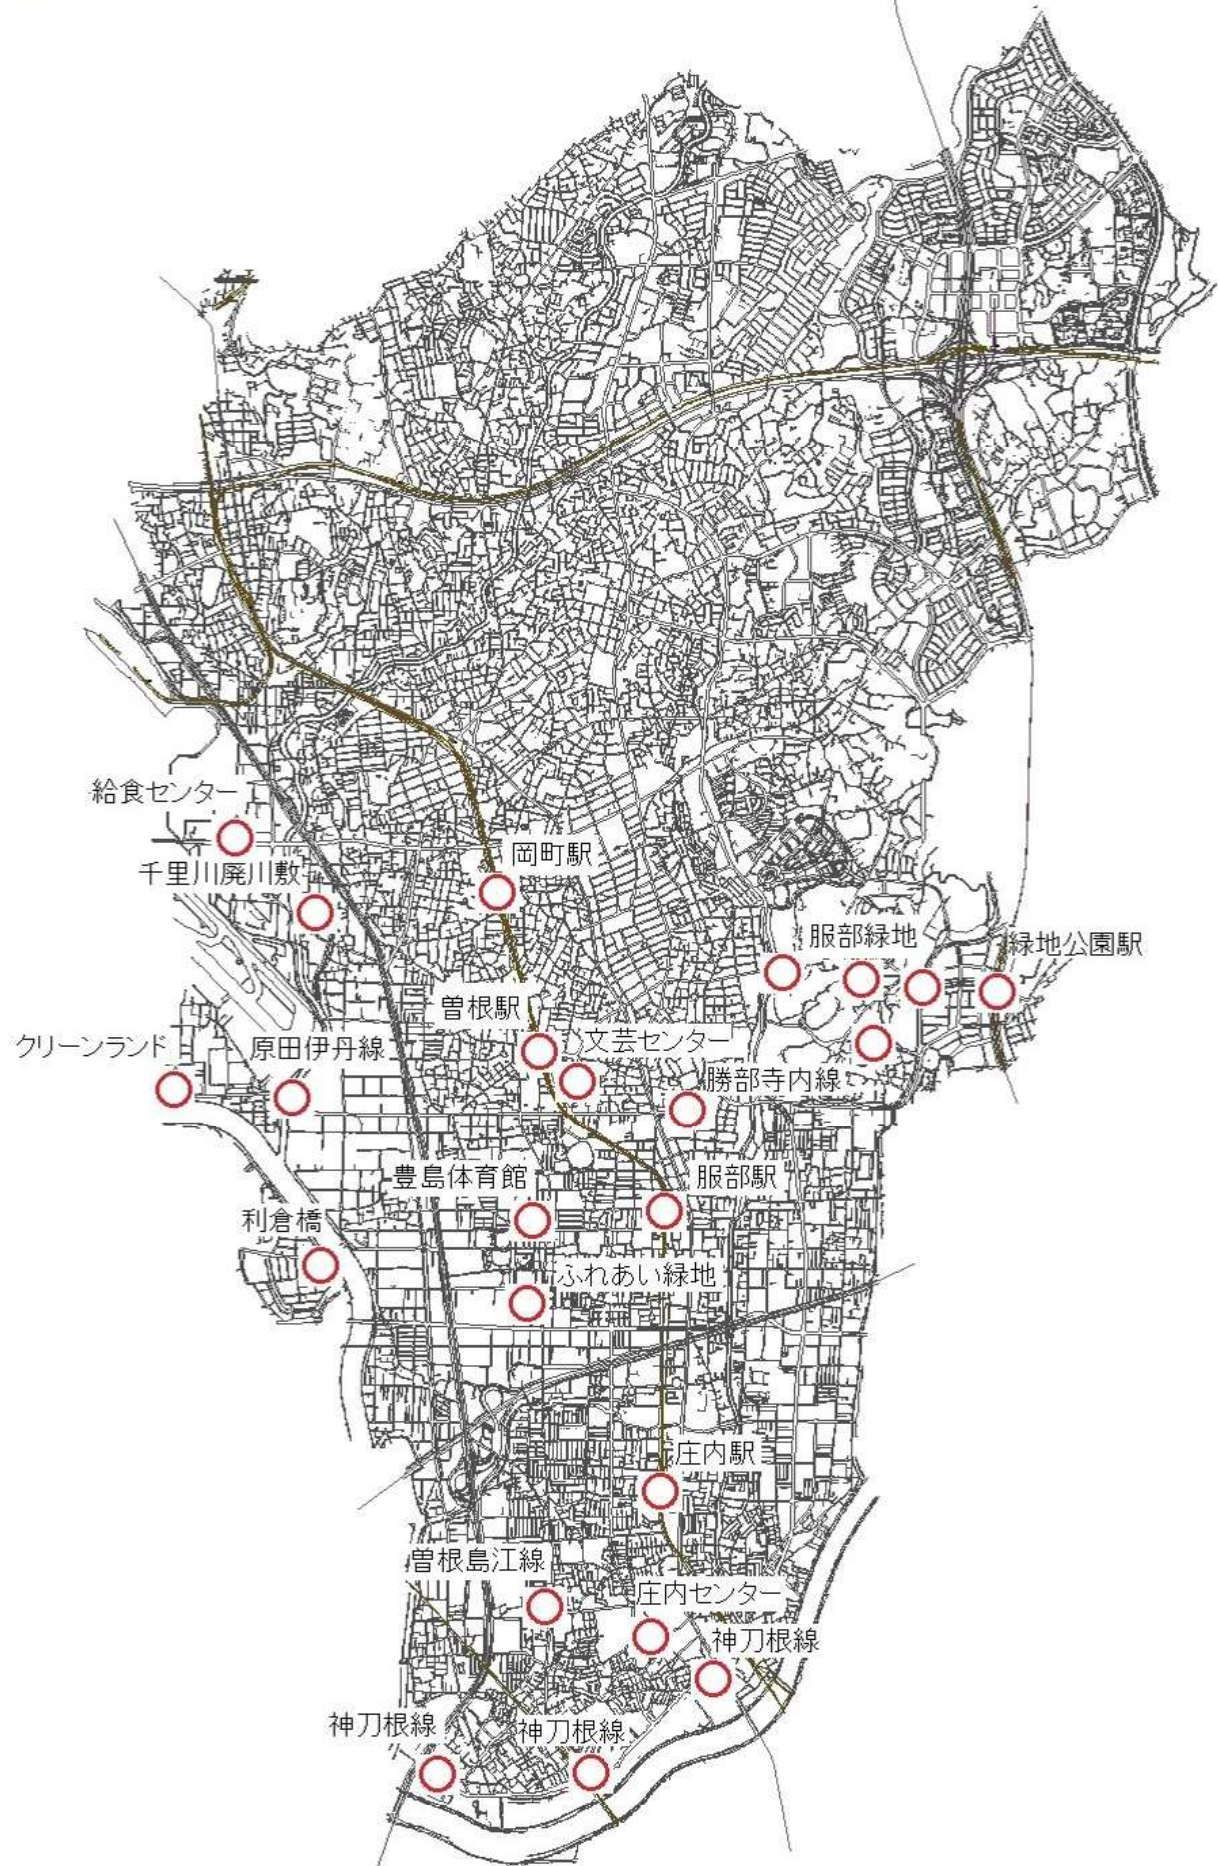 給食センター
岡町駅
千里川廃川敷
服部緑地
緑地公園駅
曽根駅
クリーンランド
原田伊丹線
文芸センター
勝部寺内線
豊島体育館
服部駅
利倉橋
ふれあい緑地
庄内駅
曽根島江線
庄内センター
神刀根線
神刀根線
神刀根線